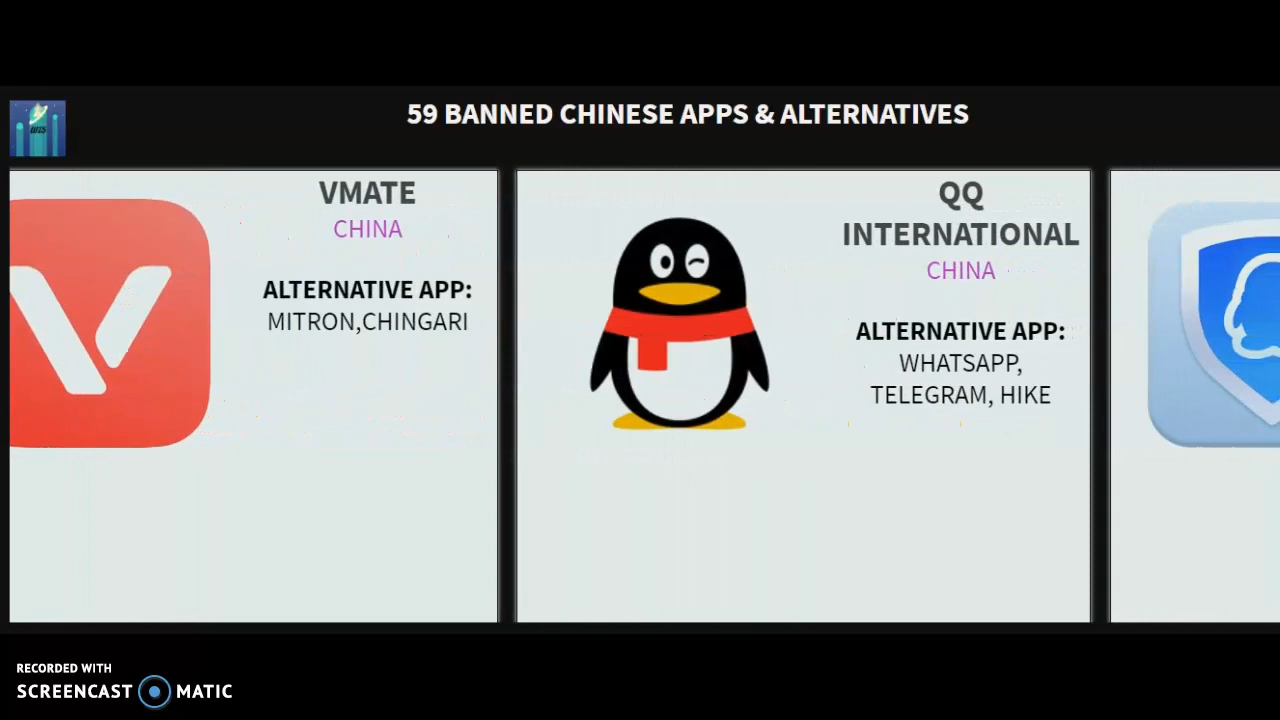 59 BANNED CHINESE APPS & ALTERNATIVES
WIS
VMATE
CHINA
ALTERNATIVE APP:
MITRON,CHINGARI
QQ
INTERNATIONAL
CHINA
ALTERNATIVE APP:
WHATSAPP,
TELEGRAM, HIKE
RECORDED WITH
SCREENCAST MATIC